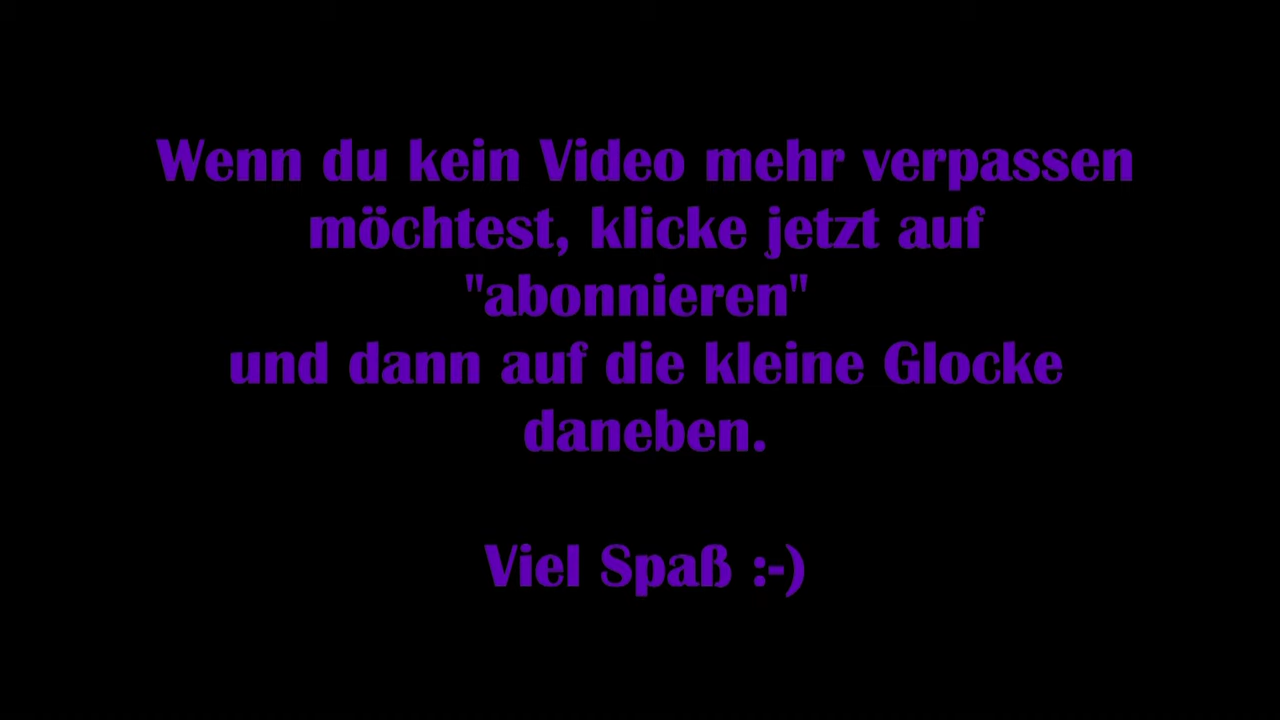 Wenn du kein Video mehr verpassen
möchtest, klicke jetzt auf
"abonnieren"
und dann auf die kleine Glocke
daneben.
Viel Spaß :-)